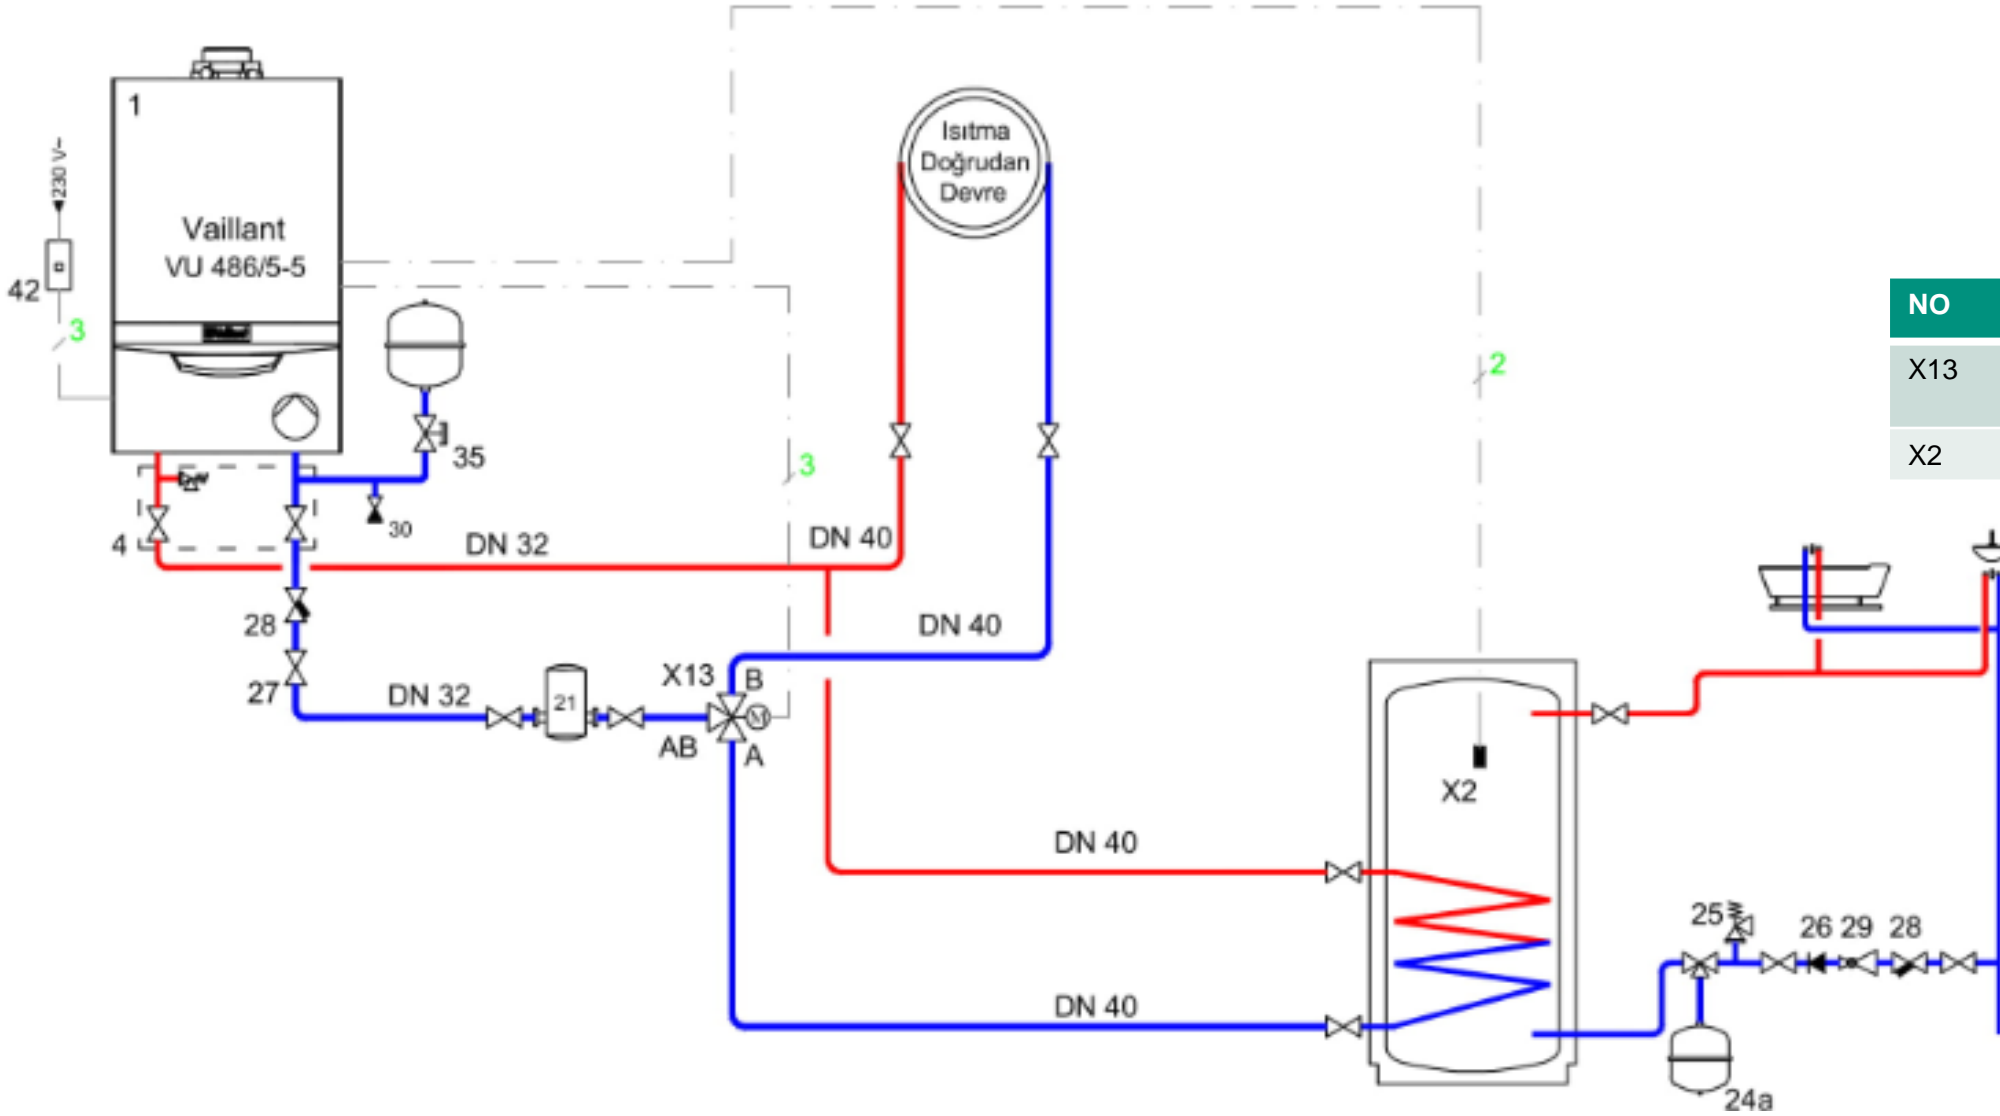 1
230 V~
Vaillant
VU 486/5-5
42
3
35
30
4
28
27
DN 32
DN 32
21
X13
B
M
AB
A
3
DN 40
Isıtma
Doğrudan
Devre
DN 40
2
X2
DN 40
DN 40
25
26
29
28
24a
NO
X13
X2